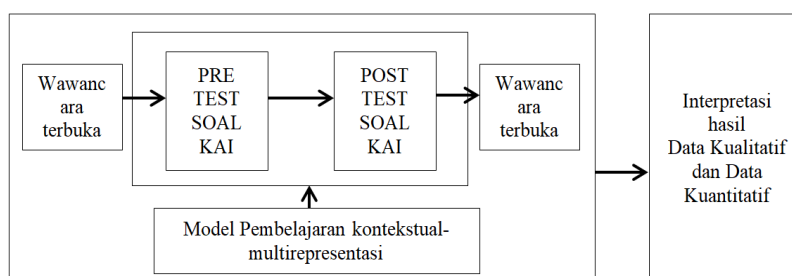 Wawanc
ara
terbuka
PRE
TEST
SOAL
KAI
POST
TEST
SOAL
KAI
Wawanc
ara
terbuka
Model Pembelajaran kontekstual-
multirepresentasi
Interpretasi
hasil
Data Kualitatif
dan Data
Kuantitatif